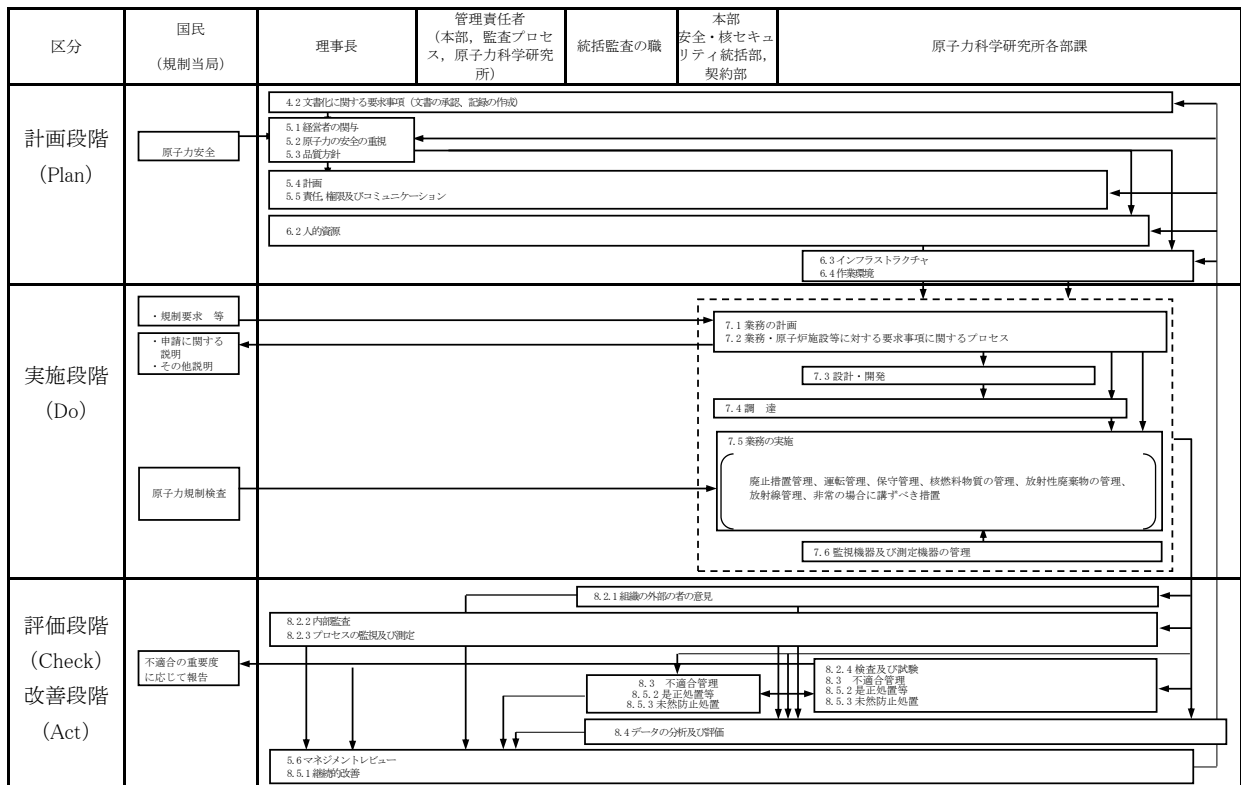 区分
国民
(規制当局)
理事長
管理責任者
(本部,監査プロセ
ス,原子力科学研究
所)
統括監査の職
本部
安全・核セキュ
リティ統括部,
契約部
原子力科学研究所各部課
計画段階
(Plan)
原子力安全
4.2 文書化に関する要求事項(文書の承認、記録の作成)
5.1 経営者の関与
5.2 原子力の安全の重視
5.3 品質方針
5.4 計画
5.5 責任,権限及びコミュニケーション
6.2 人的資源
6.3 インフラストラクチャ
6.4 作業環境
実施段階
(Do)
・規制要求 等
・申請に関する
説明
・その他説明
原子力規制検査
7.1 業務の計画
7.2 業務・原子炉施設等に対する要求事項に関するプロセス
7.3 設計・開発
7.4 調 達
7.5 業務の実施
廃止措置管理、運転管理、保守管理、核燃料物質の管理、放射性廃棄物の管理、
放射線管理、非常の場合に講ずべき措置
7.6 監視機器及び測定機器の管理
評価段階
(Check)
改善段階
(Act)
不適合の重要度
に応じて報告
8.2.1 組織の外部の者の意見
8.2.2 内部監査
8.2.3 プロセスの監視及び測定
8.3 不適合管理
8.5.2 是正処置等
8.5.3 未然防止処置
8.2.4 検査及び試験
8.3 不適合管理
8.5.2 是正処置等
8.5.3 未然防止処置
8.4 データの分析及び評価
5.6 マネジメントレビュー
8.5.1 継続的改善